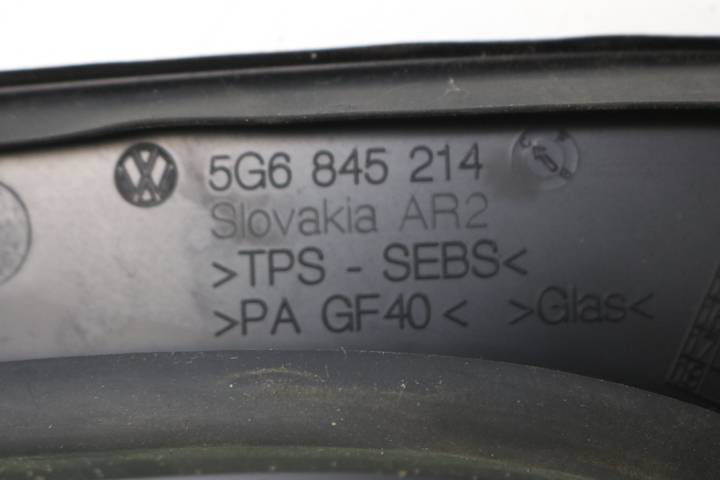 5G6 845 214
Slovakia AR2
>TPS - SEBS<
>PA GF40< >Glas<